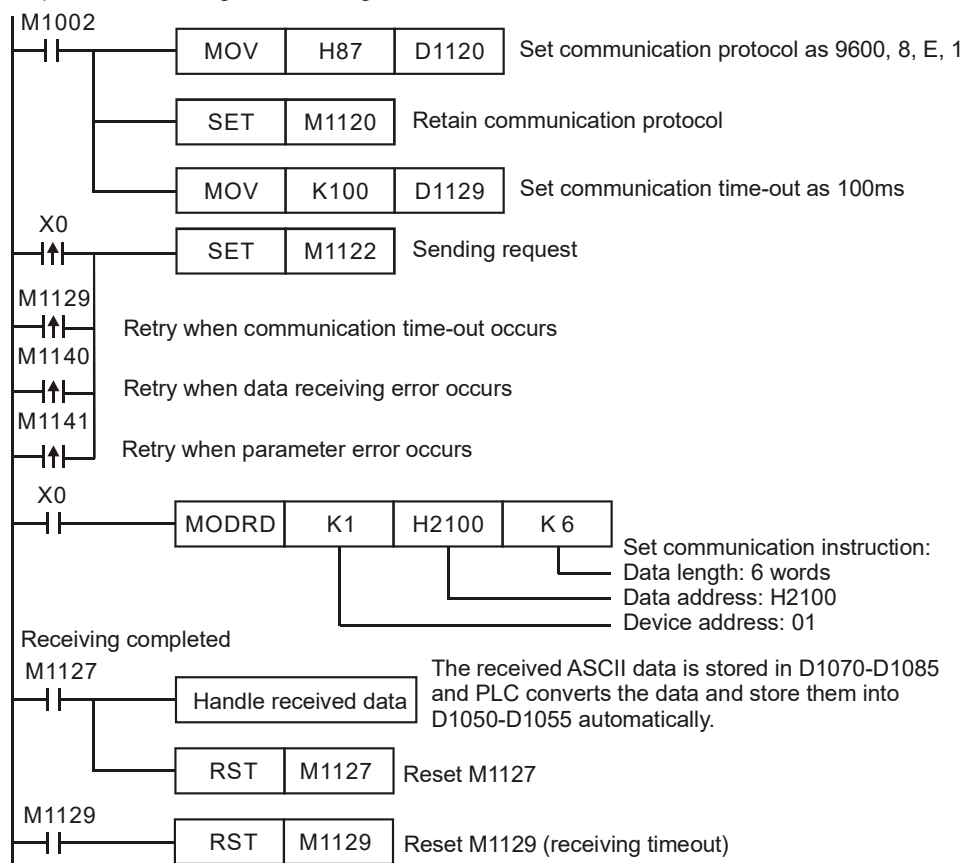 M1002
MOV H87 D1120 Set communication protocol as 9600, 8, E, 1
SET M1120 Retain communication protocol
MOV K100 D1129 Set communication time-out as 100ms
X0
SET M1122 Sending request
M1129
Retry when communication time-out occurs
M1140
Retry when data receiving error occurs
M1141
Retry when parameter error occurs
X0
MODRD K1 H2100 K 6
Set communication instruction:
Data length: 6 words
Data address: H2100
Device address: 01
Receiving completed
M1127
Handle received data
The received ASCII data is stored in D1070-D1085
and PLC converts the data and store them into
D1050-D1055 automatically.
RST M1127 Reset M1127
M1129
RST M1129 Reset M1129 (receiving timeout)